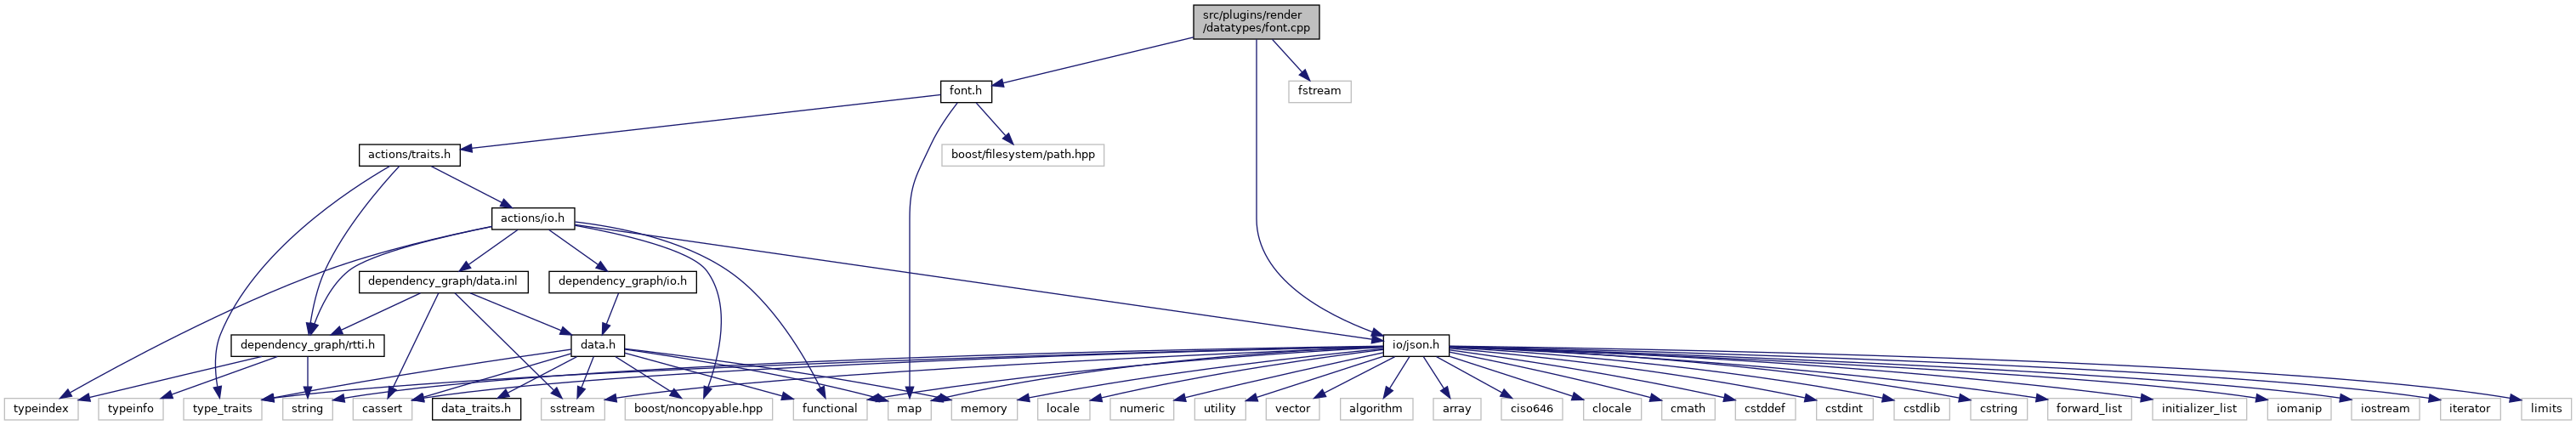 src/plugins/render
/datatypes/font.cpp
font.h
fstream
actions/traits.h
boost/filesystem/path.hpp
actions/io.h
dependency_graph/data.inl
dependency_graph/io.h
dependency_graph/rtti.h
data.h
io/json.h
typeindex
typeinfo
type_traits
string
cassert
data_traits.h
sstream
boost/noncopyable.hpp
functional
map
memory
locale
numeric
utility
vector
algorithm
array
ciso646
clocale
cmath
cstddef
cstdint
cstdlib
cstring
forward_list
initializer_list
iomanip
iostream
iterator
limits